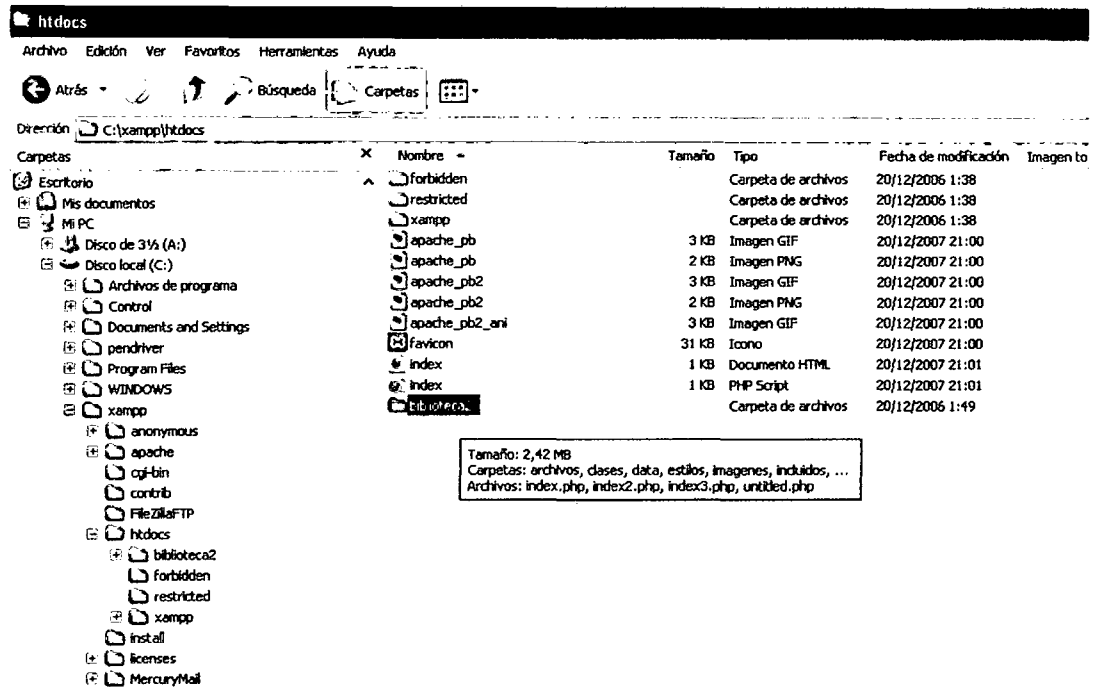 htdocs
Archivo Edición Ver Favoritos Herramientas Ayuda
Atrás Búsqueda Carpetas
Dirección C:\xampp\htdocs
Carpetas X Nombre Tamaño Tipo Fecha de modificación Imagen to
Escritorio
Mis documentos
Mi PC
Disco de 3½ (A:)
Disco local (C:)
Archivos de programa
Control
Documents and Settings
pendriver
Program Files
WINDOWS
xampp
anonymous
apache
cgi-bin
contrib
FileZillaFTP
htdocs
biblioteca2
forbidden
restricted
xampp
install
licenses
MercuryMail
forbidden Carpeta de archivos 20/12/2006 1:38
restricted Carpeta de archivos 20/12/2006 1:38
xampp Carpeta de archivos 20/12/2006 1:38
apache_pb 3 KB Imagen GIF 20/12/2007 21:00
apache_pb 2 KB Imagen PNG 20/12/2007 21:00
apache_pb2 3 KB Imagen GIF 20/12/2007 21:00
apache_pb2 2 KB Imagen PNG 20/12/2007 21:00
apache_pb2_ani 3 KB Imagen GIF 20/12/2007 21:00
favicon 31 KB Icono 20/12/2007 21:00
index 1 KB Documento HTML 20/12/2007 21:01
index 1 KB PHP Script 20/12/2007 21:01
Carpeta de archivos 20/12/2006 1:49
Tamaño: 2,42 MB
Carpetas: archivos, clases, data, estilos, imagenes, incluidos, ...
Archivos: index.php, index2.php, index3.php, untitled.php